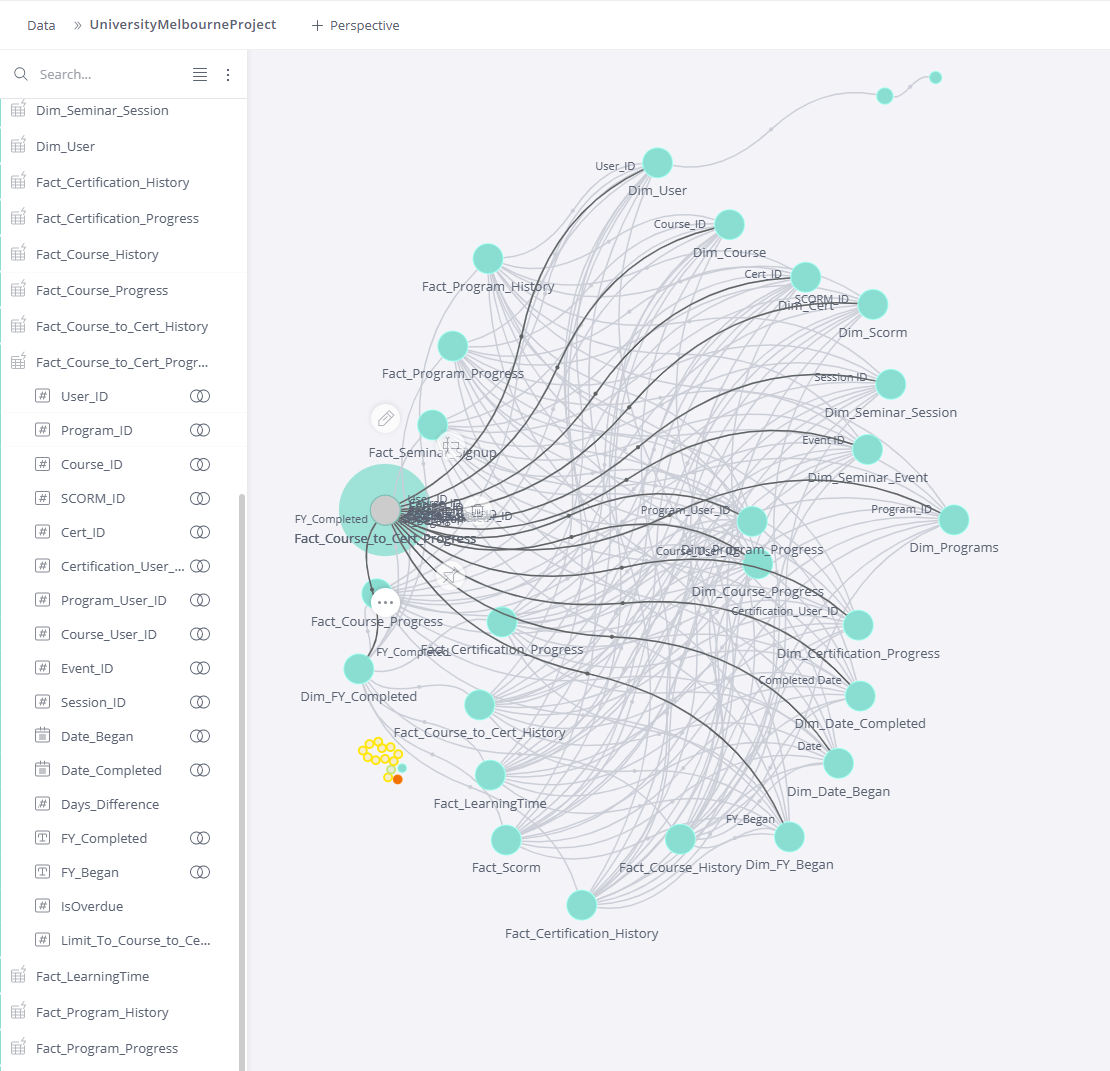 Data » UniversityMelbourneProject + Perspective
Search...
Dim_Seminar_Session
Dim_User
Fact_Certification_History
Fact_Certification_Progress
Fact_Course_History
Fact_Course_Progress
Fact_Course_to_Cert_History
Fact_Course_to_Cert_Progr...
User_ID
Program_ID
Course_ID
SCORM_ID
Cert_ID
Certification_User_...
Program_User_ID
Course_User_ID
Event_ID
Session_ID
Date_Began
Date_Completed
Days_Difference
FY_Completed
FY_Began
IsOverdue
Limit_To_Course_to_Ce...
Fact_LearningTime
Fact_Program_History
Fact_Program_Progress
User_ID
Dim_User
Course_ID
Dim_Course
Cert_ID
Dim_Cert
SCORM_ID
Dim_Scorm
Fact_Program_History
Fact_Program_Progress
Session ID
Dim_Seminar_Session
Fact_Seminar_Signup
Event ID
Dim_Seminar_Event
User_ID
FY_Completed
Fact_Course_to_Cert_Progress
Program_User_ID
Dim_Program_Progress
Program_ID
Dim_Programs
Course_User_ID
Dim_Course_Progress
Fact_Course_Progress
Certification_User_ID
Dim_Certification_Progress
FY_Completed
Fact_Certification_Progress
Dim_FY_Completed
Completed Date
Dim_Date_Completed
Fact_Course_to_Cert_History
Date
Dim_Date_Began
Fact_LearningTime
FY_Began
Dim_FY_Began
Fact_Scorm
Fact_Course_History
Fact_Certification_History